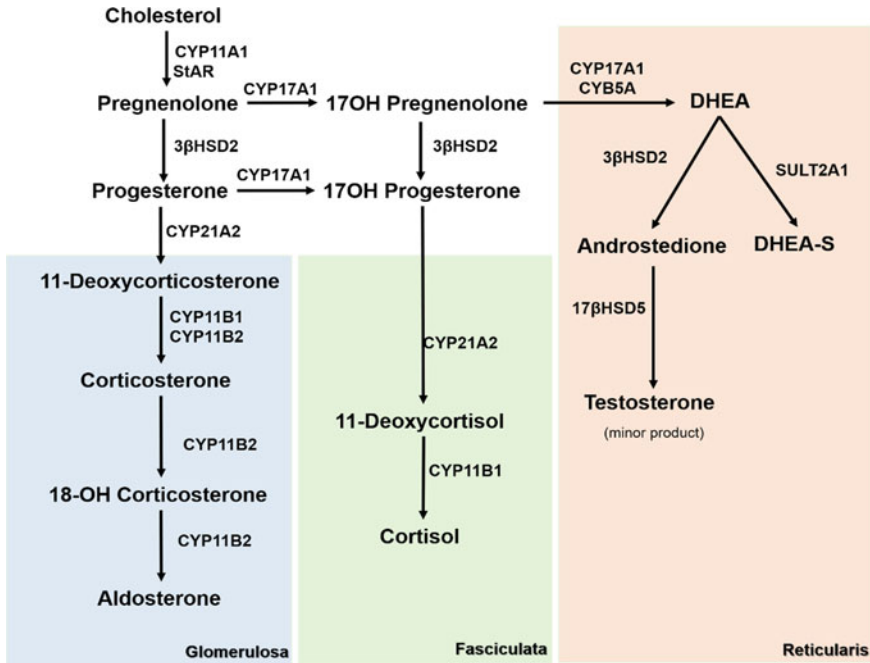 Cholesterol
CYP11A1
StAR
Pregnenolone
CYP17A1
17OH Pregnenolone
CYP17A1
CYB5A
DHEA
3βHSD2
3βHSD2
3βHSD2
SULT2A1
Progesterone
CYP17A1
17OH Progesterone
CYP21A2
Androstedione
DHEA-S
11-Deoxycorticosterone
CYP11B1
CYP11B2
17βHSD5
CYP21A2
Corticosterone
11-Deoxycortisol
Testosterone
(minor product)
CYP11B2
CYP11B1
18-OH Corticosterone
Cortisol
CYP11B2
Aldosterone
Glomerulosa
Fasciculata
Reticularis